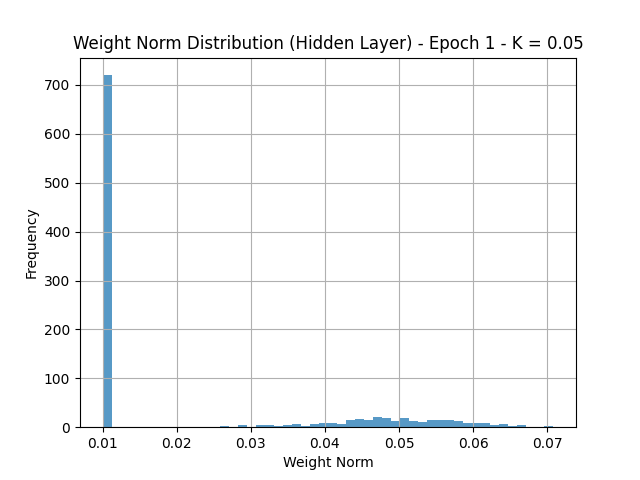 Weight Norm Distribution (Hidden Layer) - Epoch 1 - K = 0.05
700
600
500
400
300
200
100
0
Frequency
0.01 0.02 0.03 0.04 0.05 0.06 0.07
Weight Norm